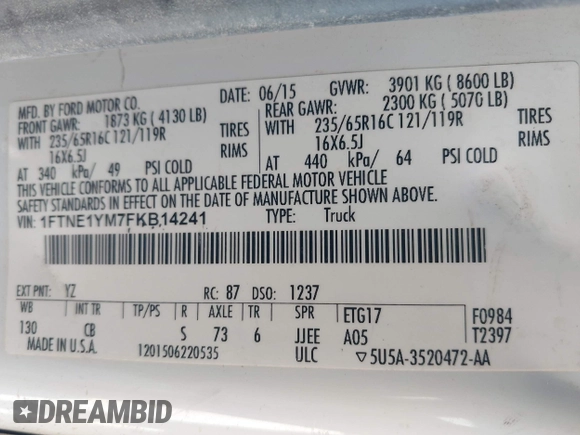 MFD. BY FORD MOTOR CO. DATE: 06/15 GVWR: 3901 KG ( 8600 LB)
FRONT GAWR: 1873 KG ( 4130 LB) REAR GAWR: 2300 KG ( 5070 LB)
WITH 235/65R16C 121/119R TIRES WITH 235/65R16C 121/119R TIRES
16X6.5J RIMS 16X6.5J RIMS
AT 340 kPa/ 49 PSI COLD AT 440 kPa/ 64 PSI COLD
THIS VEHICLE CONFORMS TO ALL APPLICABLE FEDERAL MOTOR VEHICLE
SAFETY STANDARDS IN EFFECT ON THE DATE OF MANUFACTURE SHOWN ABOVE.
VIN: 1FTNE1YM7FKB14241 TYPE: Truck
EXT PNT: YZ RC: 87 DSO: 1237
WB INT TR TP/PS R AXLE TR SPR ETG17 F0984
130 CB S 73 6 JJEE A05 T2397
MADE IN U.S.A. 1201506220535 ULC ▽5U5A-3520472-AA
DREAMBID